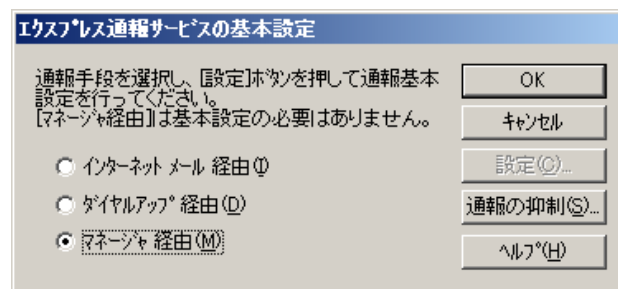 ｴｸｽﾌﾟﾚｽ通報ｻｰﾋﾞｽの基本設定
通報手段を選択し、[設定]ﾎﾞﾀﾝを押して通報基本
設定を行ってください。
[ﾏﾈｰｼﾞｬ経由]は基本設定の必要はありません。
ｲﾝﾀｰﾈｯﾄ ﾒｰﾙ 経由(I)
ﾀﾞｲﾔﾙｱｯﾌﾟ 経由(D)
ﾏﾈｰｼﾞｬ 経由(M)
OK
ｷｬﾝｾﾙ
設定(C)...
通報の抑制(S)...
ﾍﾙﾌﾟ(H)